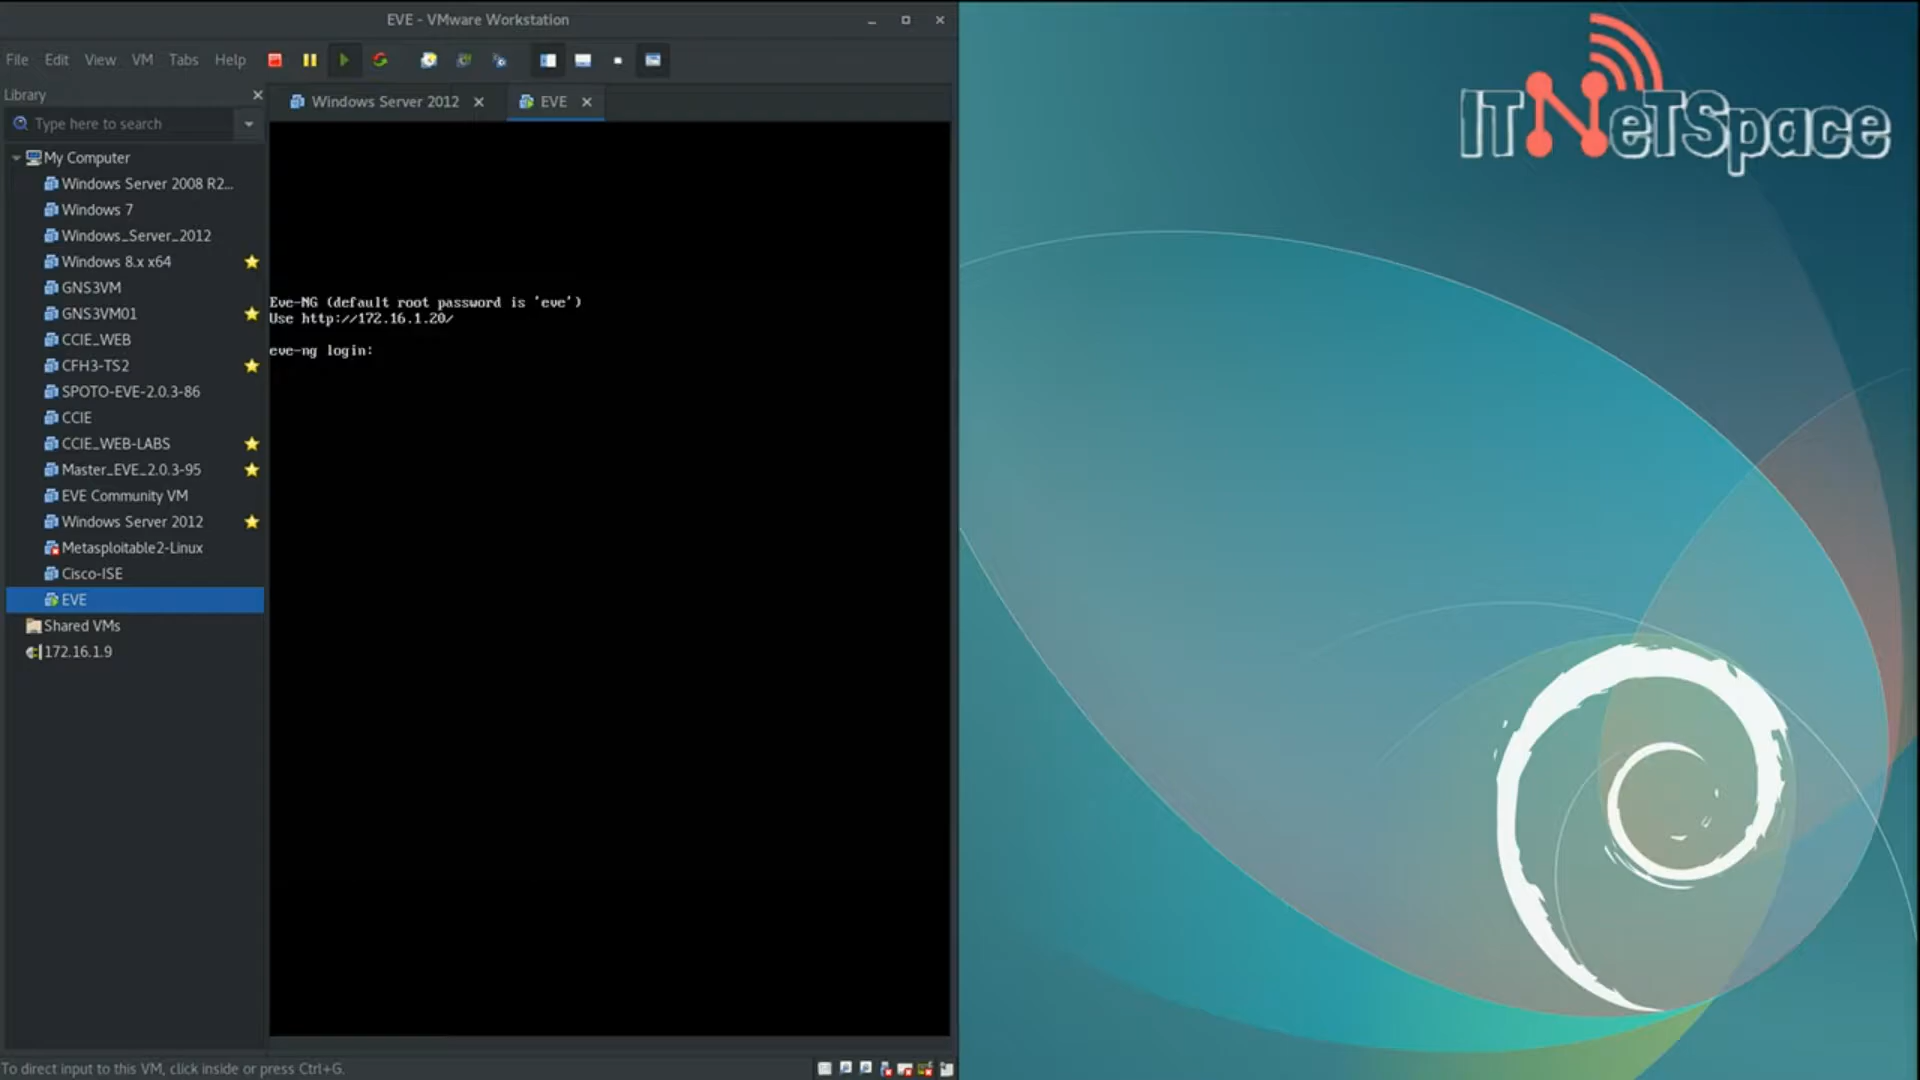 EVE - VMware Workstation
File Edit View VM Tabs Help
Library
Type here to search
My Computer
Windows Server 2008 R2...
Windows 7
Windows_Server_2012
Windows 8.x x64
GNS3VM
GNS3VM01
CCIE_WEB
CFH3-TS2
SPOTO-EVE-2.0.3-86
CCIE
CCIE_WEB-LABS
Master_EVE_2.0.3-95
EVE Community VM
Windows Server 2012
Metasploitable2-Linux
Cisco-ISE
EVE
Shared VMs
172.16.1.9
Windows Server 2012
EVE
Eve-NG (default root password is 'eve')
Use http://172.16.1.20/
eve-ng login:
To direct input to this VM, click inside or press Ctrl+G.
ITNeTSpace